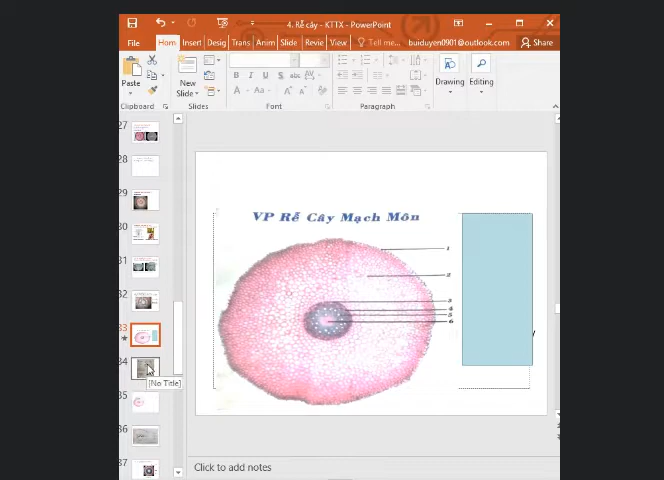 4. Rễ cây - KTTX - PowerPoint
File
Hom
Insert
Desig
Trans
Anim
Slide
Revie
View
Tell me...
buiduyen0901@outlook.com
Share
Paste
New
Slide
Drawing
Editing
Clipboard
Slides
Font
Paragraph
27
28
29
30
31
32
33
34
[No Title]
35
36
37
VP Rễ Cây Mạch Môn
1
2
3
4
5
6
Click to add notes